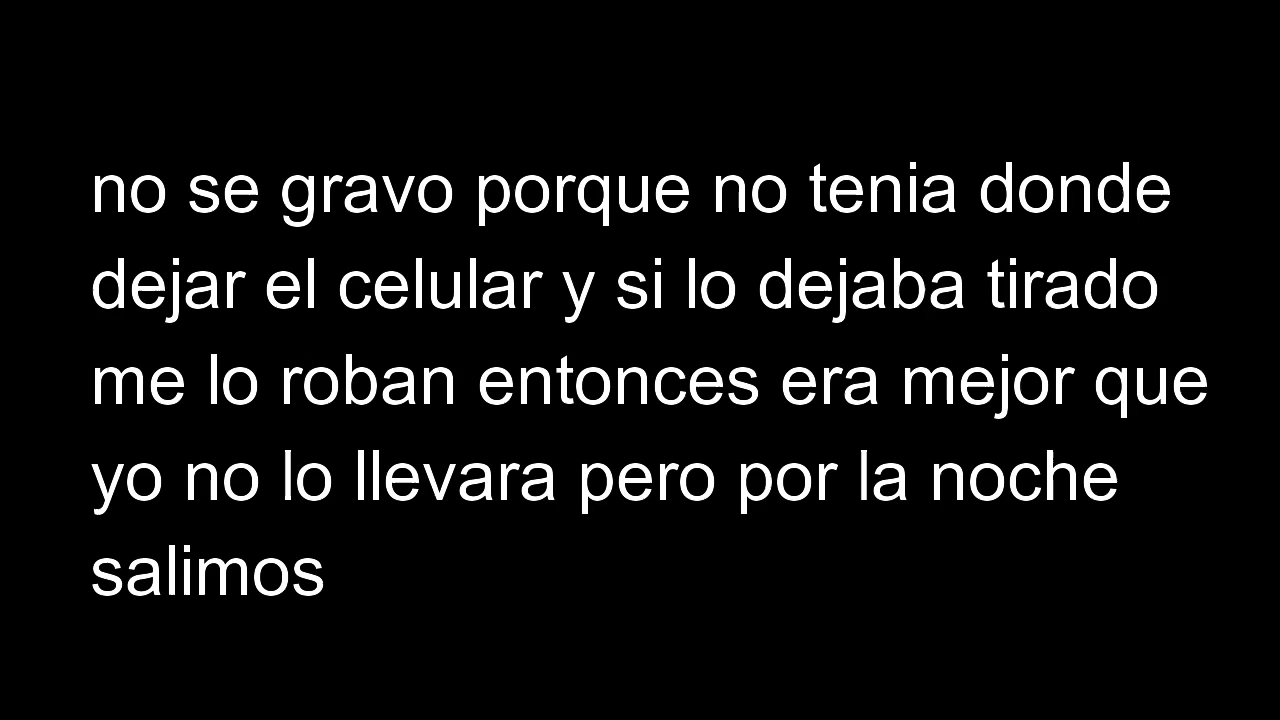 no se gravo porque no tenia donde
dejar el celular y si lo dejaba tirado
me lo roban entonces era mejor que
yo no lo llevara pero por la noche
salimos